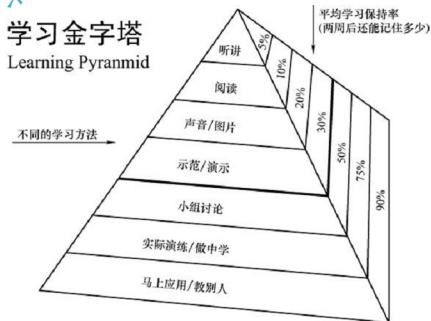 学习金字塔
Learning Pyranmid
平均学习保持率
(两周后还能记住多少)
不同的学习方法
听讲
5%
阅读
10%
声音/图片
20%
示范/演示
30%
小组讨论
50%
实际演练/做中学
75%
马上应用/教别人
90%